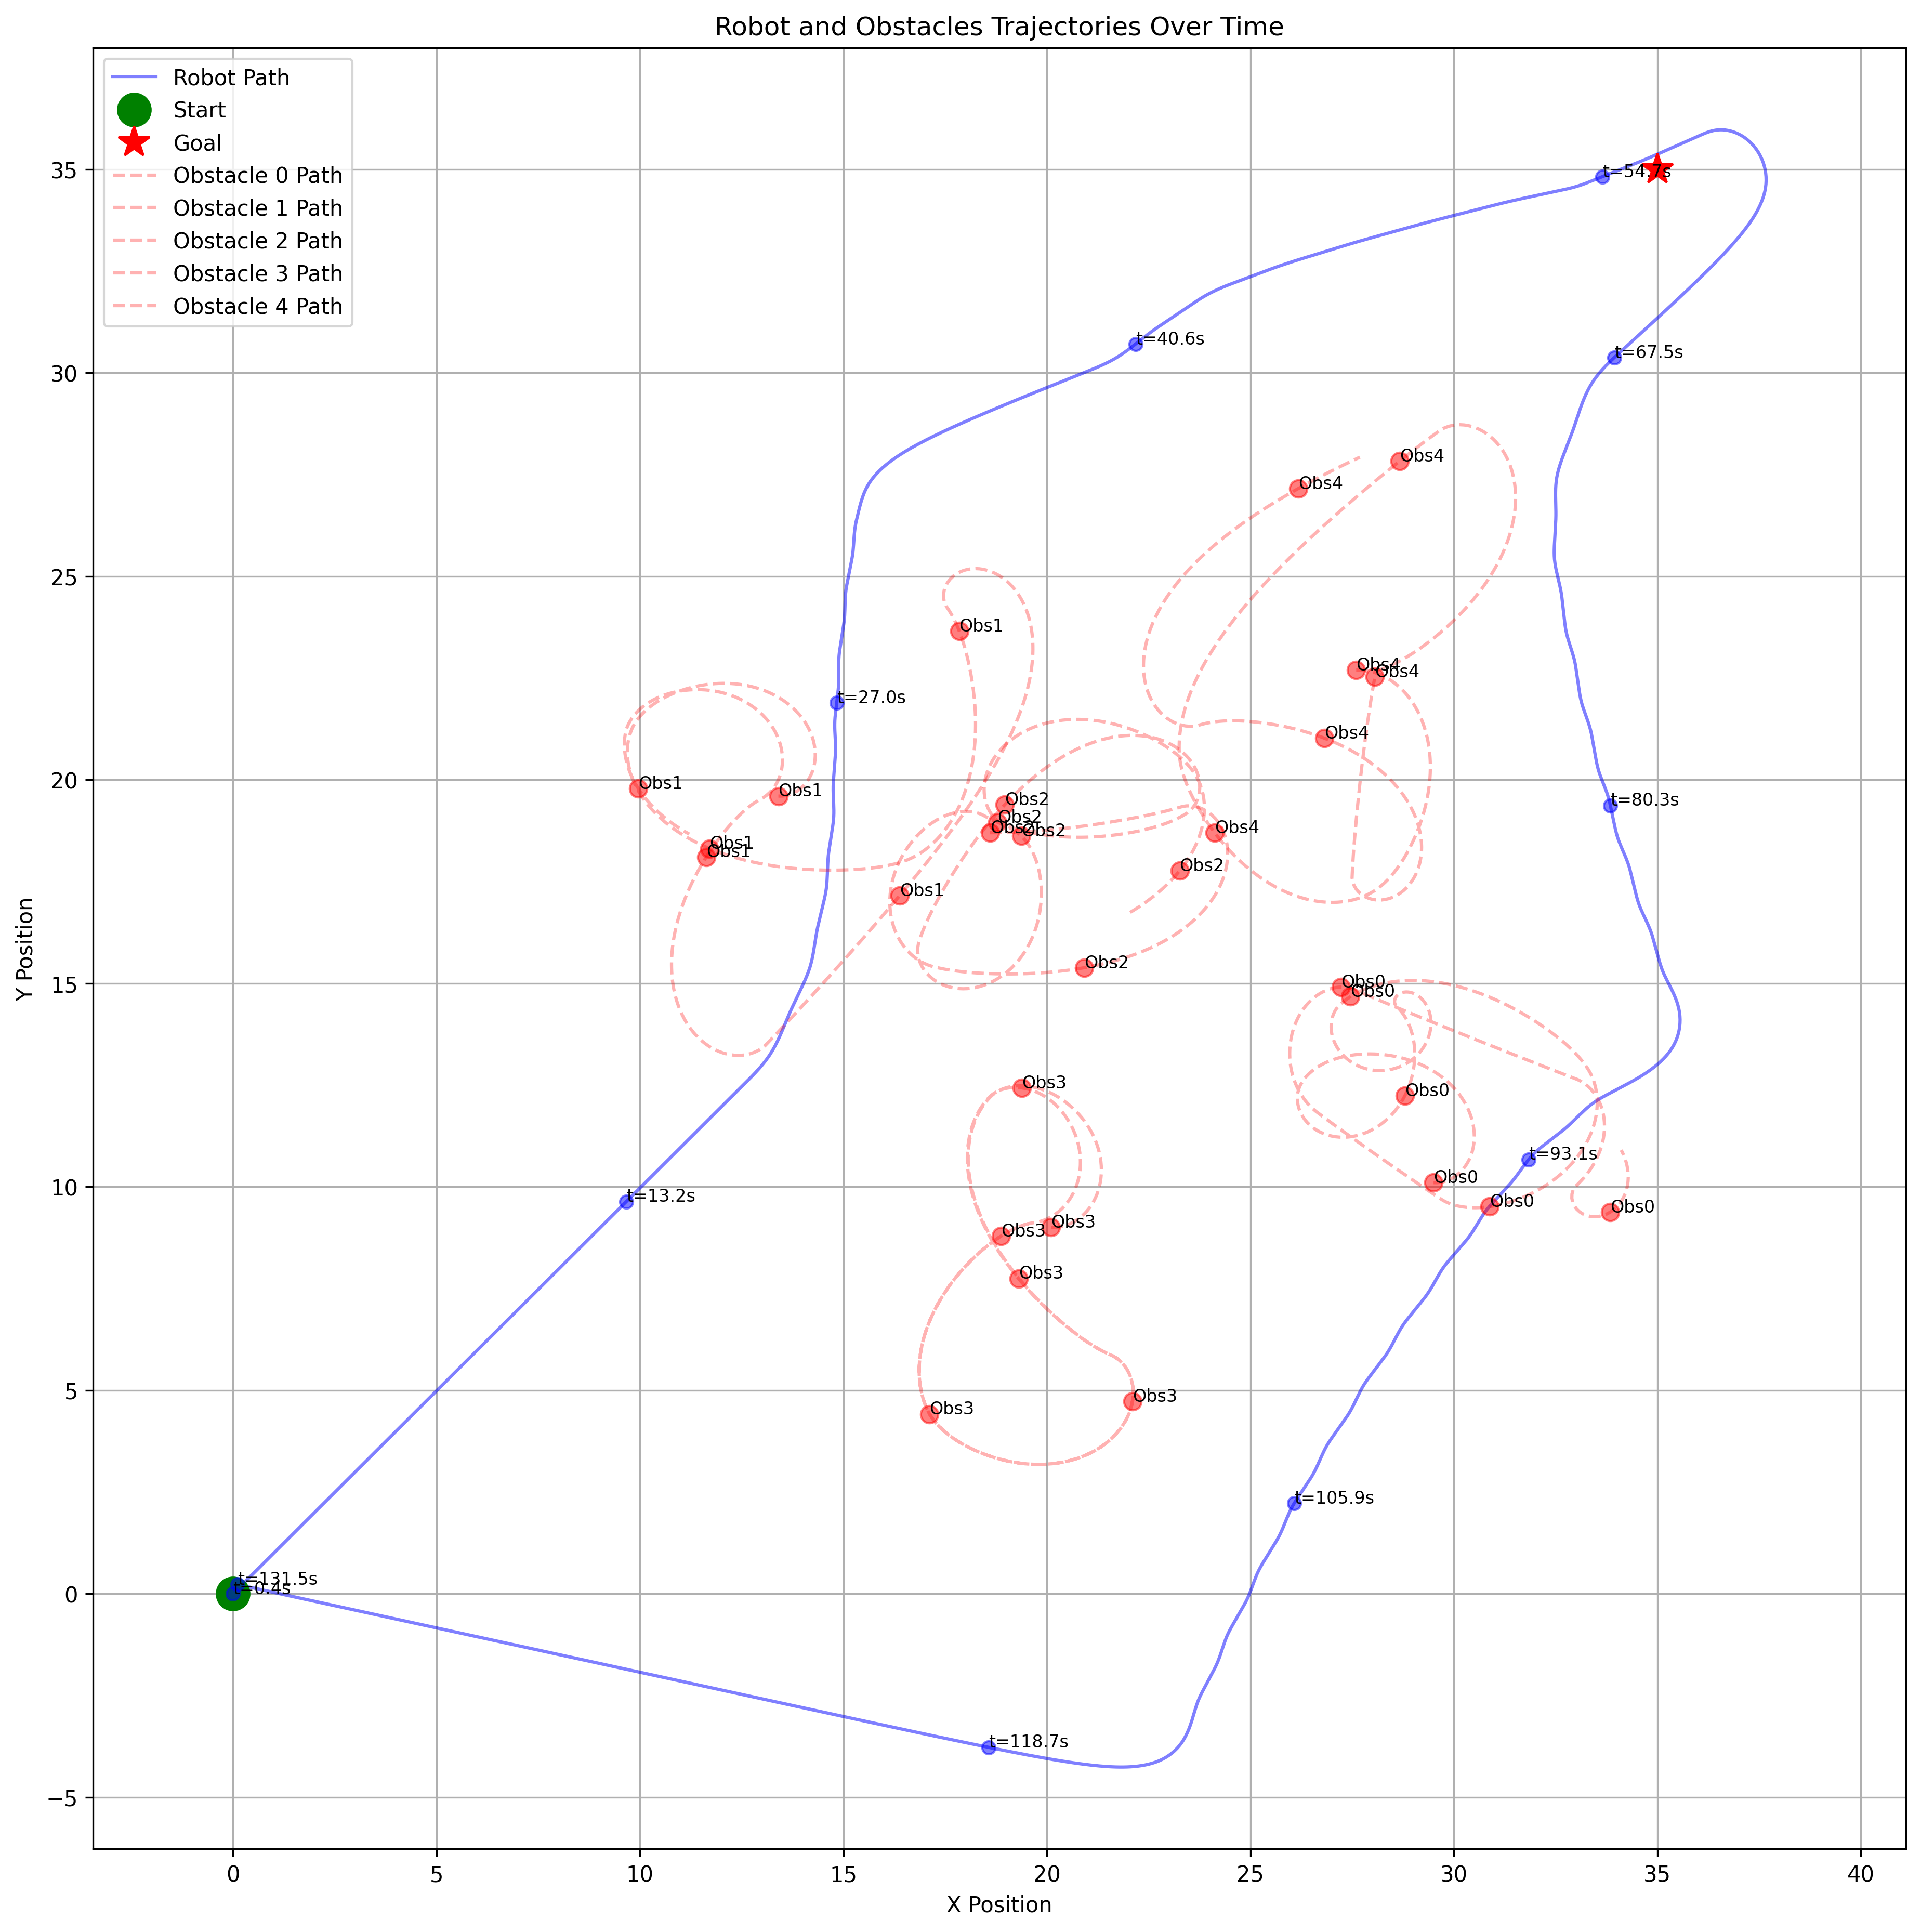 Robot and Obstacles Trajectories Over Time
Robot Path
Start
Goal
Obstacle 0 Path
Obstacle 1 Path
Obstacle 2 Path
Obstacle 3 Path
Obstacle 4 Path
Y Position
35
30
25
20
15
10
5
0
−5
t=54.7s
t=40.6s
t=67.5s
Obs4
Obs4
Obs1
Obs4
Obs4
t=27.0s
Obs4
Obs1
Obs1
Obs2
t=80.3s
Obs2
Obs2
Obs2
Obs4
Obs1
Obs1
Obs2
Obs1
Obs2
Obs0
Obs0
Obs3
Obs0
t=93.1s
t=13.2s
Obs0
Obs0
Obs0
Obs3
Obs3
Obs3
Obs3
Obs3
t=105.9s
t=131.5s
t=0.4s
t=118.7s
0
5
10
15
20
25
30
35
40
X Position